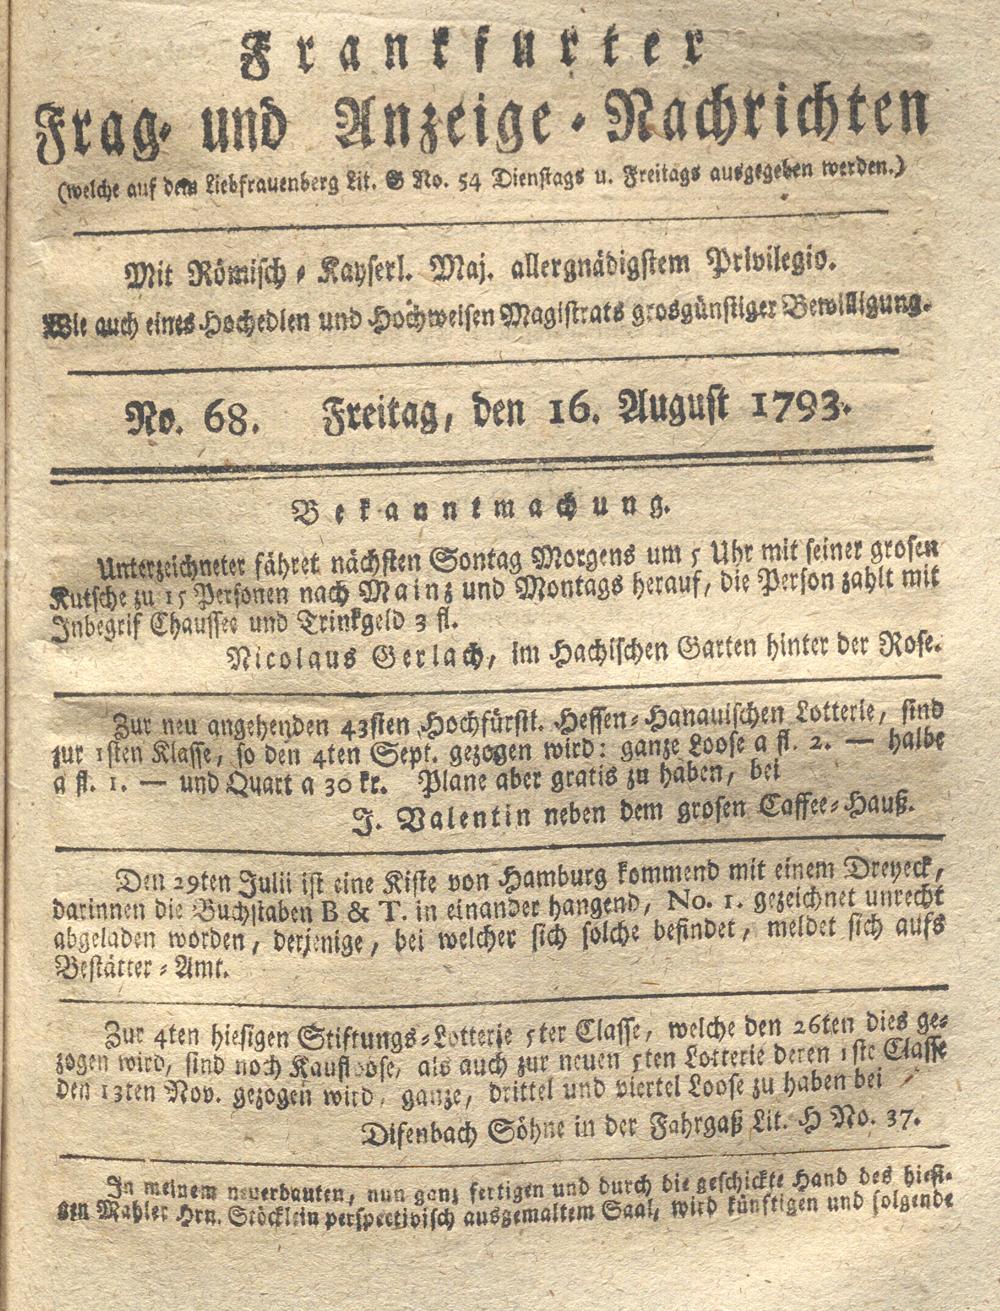 Frankfurter
Frag- und Anzeige-Nachrichten
(welche auf dem Liebfrauenberg Lit. G No. 54 Dienstags u. Freitags ausgegeben werden.)
Mit Römisch-Kayserl. Maj. allergnädigstem Privilegio.
Wie auch eines Hochedlen und Hochweisen Magistrats grosgünstiger Bewilligung.
No. 68. Freitag, den 16. August 1793.
Bekanntmachung.
Unterzeichneter fähret nächsten Sontag Morgens um 5 Uhr mit seiner grosen
Kutsche zu 15 Personen nach Mainz und Montags herauf, die Person zahlt mit
Inbegrif Chaussee und Trinkgeld 3 fl.
Nicolaus Gerlach, im Hachischen Garten hinter der Rose.
Zur neu angehenden 43sten Hochfürstl. Hessen-Hanauischen Lotterie, sind
zur 1sten Klasse, so den 4ten Sept. gezogen wird: ganze Loose a fl. 2. — halbe
a fl. 1. — und Quart a 30 kr. Plane aber gratis zu haben, bei
J. Valentin neben dem grosen Caffee-Hauß.
Den 29ten Julii ist eine Kiste von Hamburg kommend mit einem Dreyeck,
darinnen die Buchstaben B & T. in einander hangend, No. 1. gezeichnet unrecht
abgeladen worden, derjenige, bei welcher sich solche befindet, meldet sich aufs
Bestätter-Amt.
Zur 4ten hiesigen Stiftungs-Lotterie 5ter Classe, welche den 26ten dies ge-
zogen wird, sind noch Kaufloose, als auch zur neuen 5ten Lotterie deren 1ste Classe
den 13ten Nov. gezogen wird, ganze, drittel und viertel Loose zu haben bei
Difenbach Söhne in der Fahrgaß Lit. H No. 37.
In meinem neuerbauten, nun ganz fertigen und durch die geschickte Hand des hiesi-
gen Mahler Hrn. Stöcklein perspectivisch ausgemaltem Saal, wird künftigen und folgende